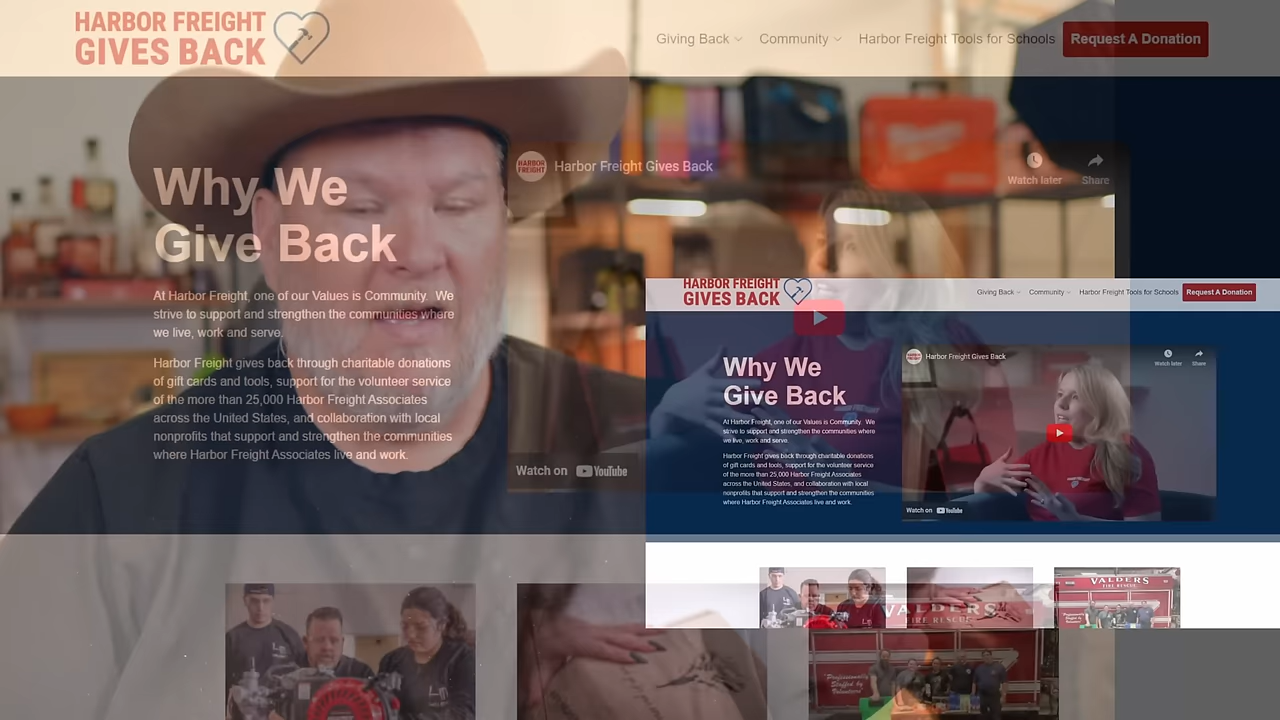 HARBOR FREIGHT
GIVES BACK
Giving Back
Community
Harbor Freight Tools for Schools
Request A Donation
Why We
Give Back
At Harbor Freight, one of our Values is Community. We
strive to support and strengthen the communities where
we live, work and serve.
Harbor Freight gives back through charitable donations
of gift cards and tools, support for the volunteer service
of the more than 25,000 Harbor Freight Associates
across the United States, and collaboration with local
nonprofits that support and strengthen the communities
where Harbor Freight Associates live and work.
HARBOR
FREIGHT
Harbor Freight Gives Back
Watch later
Share
Watch on YouTube
HARBOR FREIGHT
GIVES BACK
Giving Back
Community
Harbor Freight Tools for Schools
Request A Donation
Why We
Give Back
At Harbor Freight, one of our Values is Community. We
strive to support and strengthen the communities where
we live, work and serve.
Harbor Freight gives back through charitable donations
of gift cards and tools, support for the volunteer service
of the more than 25,000 Harbor Freight Associates
across the United States, and collaboration with local
nonprofits that support and strengthen the communities
where Harbor Freight Associates live and work.
Harbor Freight Gives Back
Watch later
Share
Watch on YouTube
VALDERS
FIRE RESCUE
VALDERS
FIRE RESCUE
"Professionally
Staffed by
Volunteers"